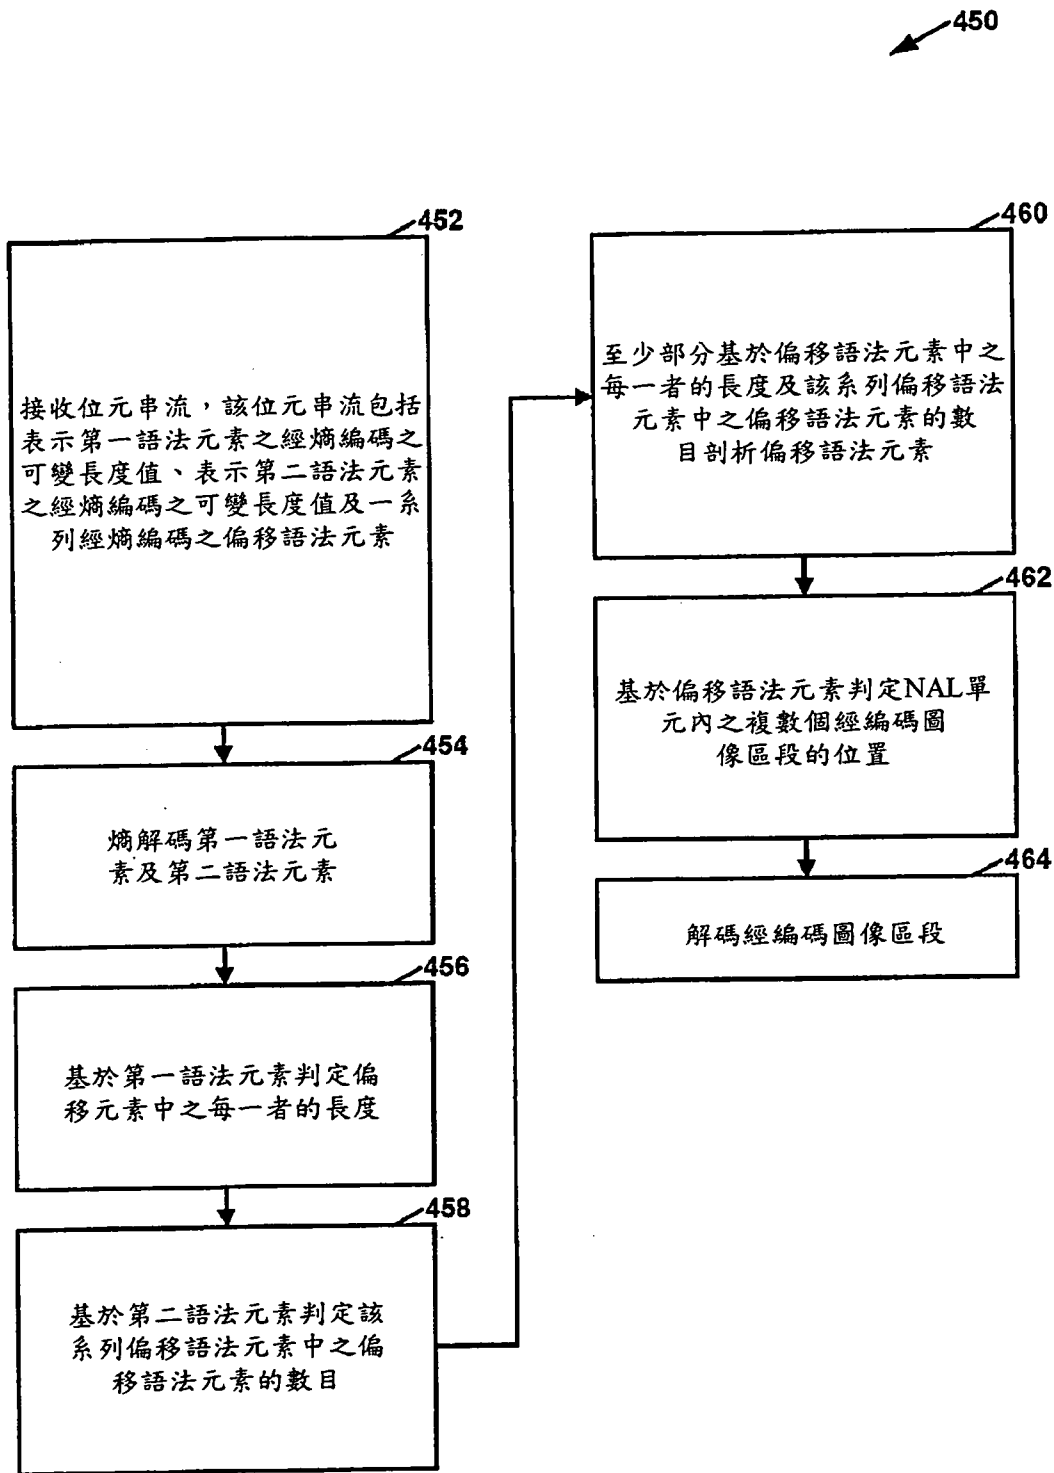 450
452
接收位元串流，該位元串流包括
表示第一語法元素之經熵編碼之
可變長度值、表示第二語法元素
之經熵編碼之可變長度值及一系
列經熵編碼之偏移語法元素
454
熵解碼第一語法元
素及第二語法元素
456
基於第一語法元素判定偏
移元素中之每一者的長度
458
基於第二語法元素判定該
系列偏移語法元素中之偏
移語法元素的數目
460
至少部分基於偏移語法元素中之
每一者的長度及該系列偏移語法
元素中之偏移語法元素的數
目剖析偏移語法元素
462
基於偏移語法元素判定NAL單
元內之複數個經編碼圖
像區段的位置
464
解碼經編碼圖像區段